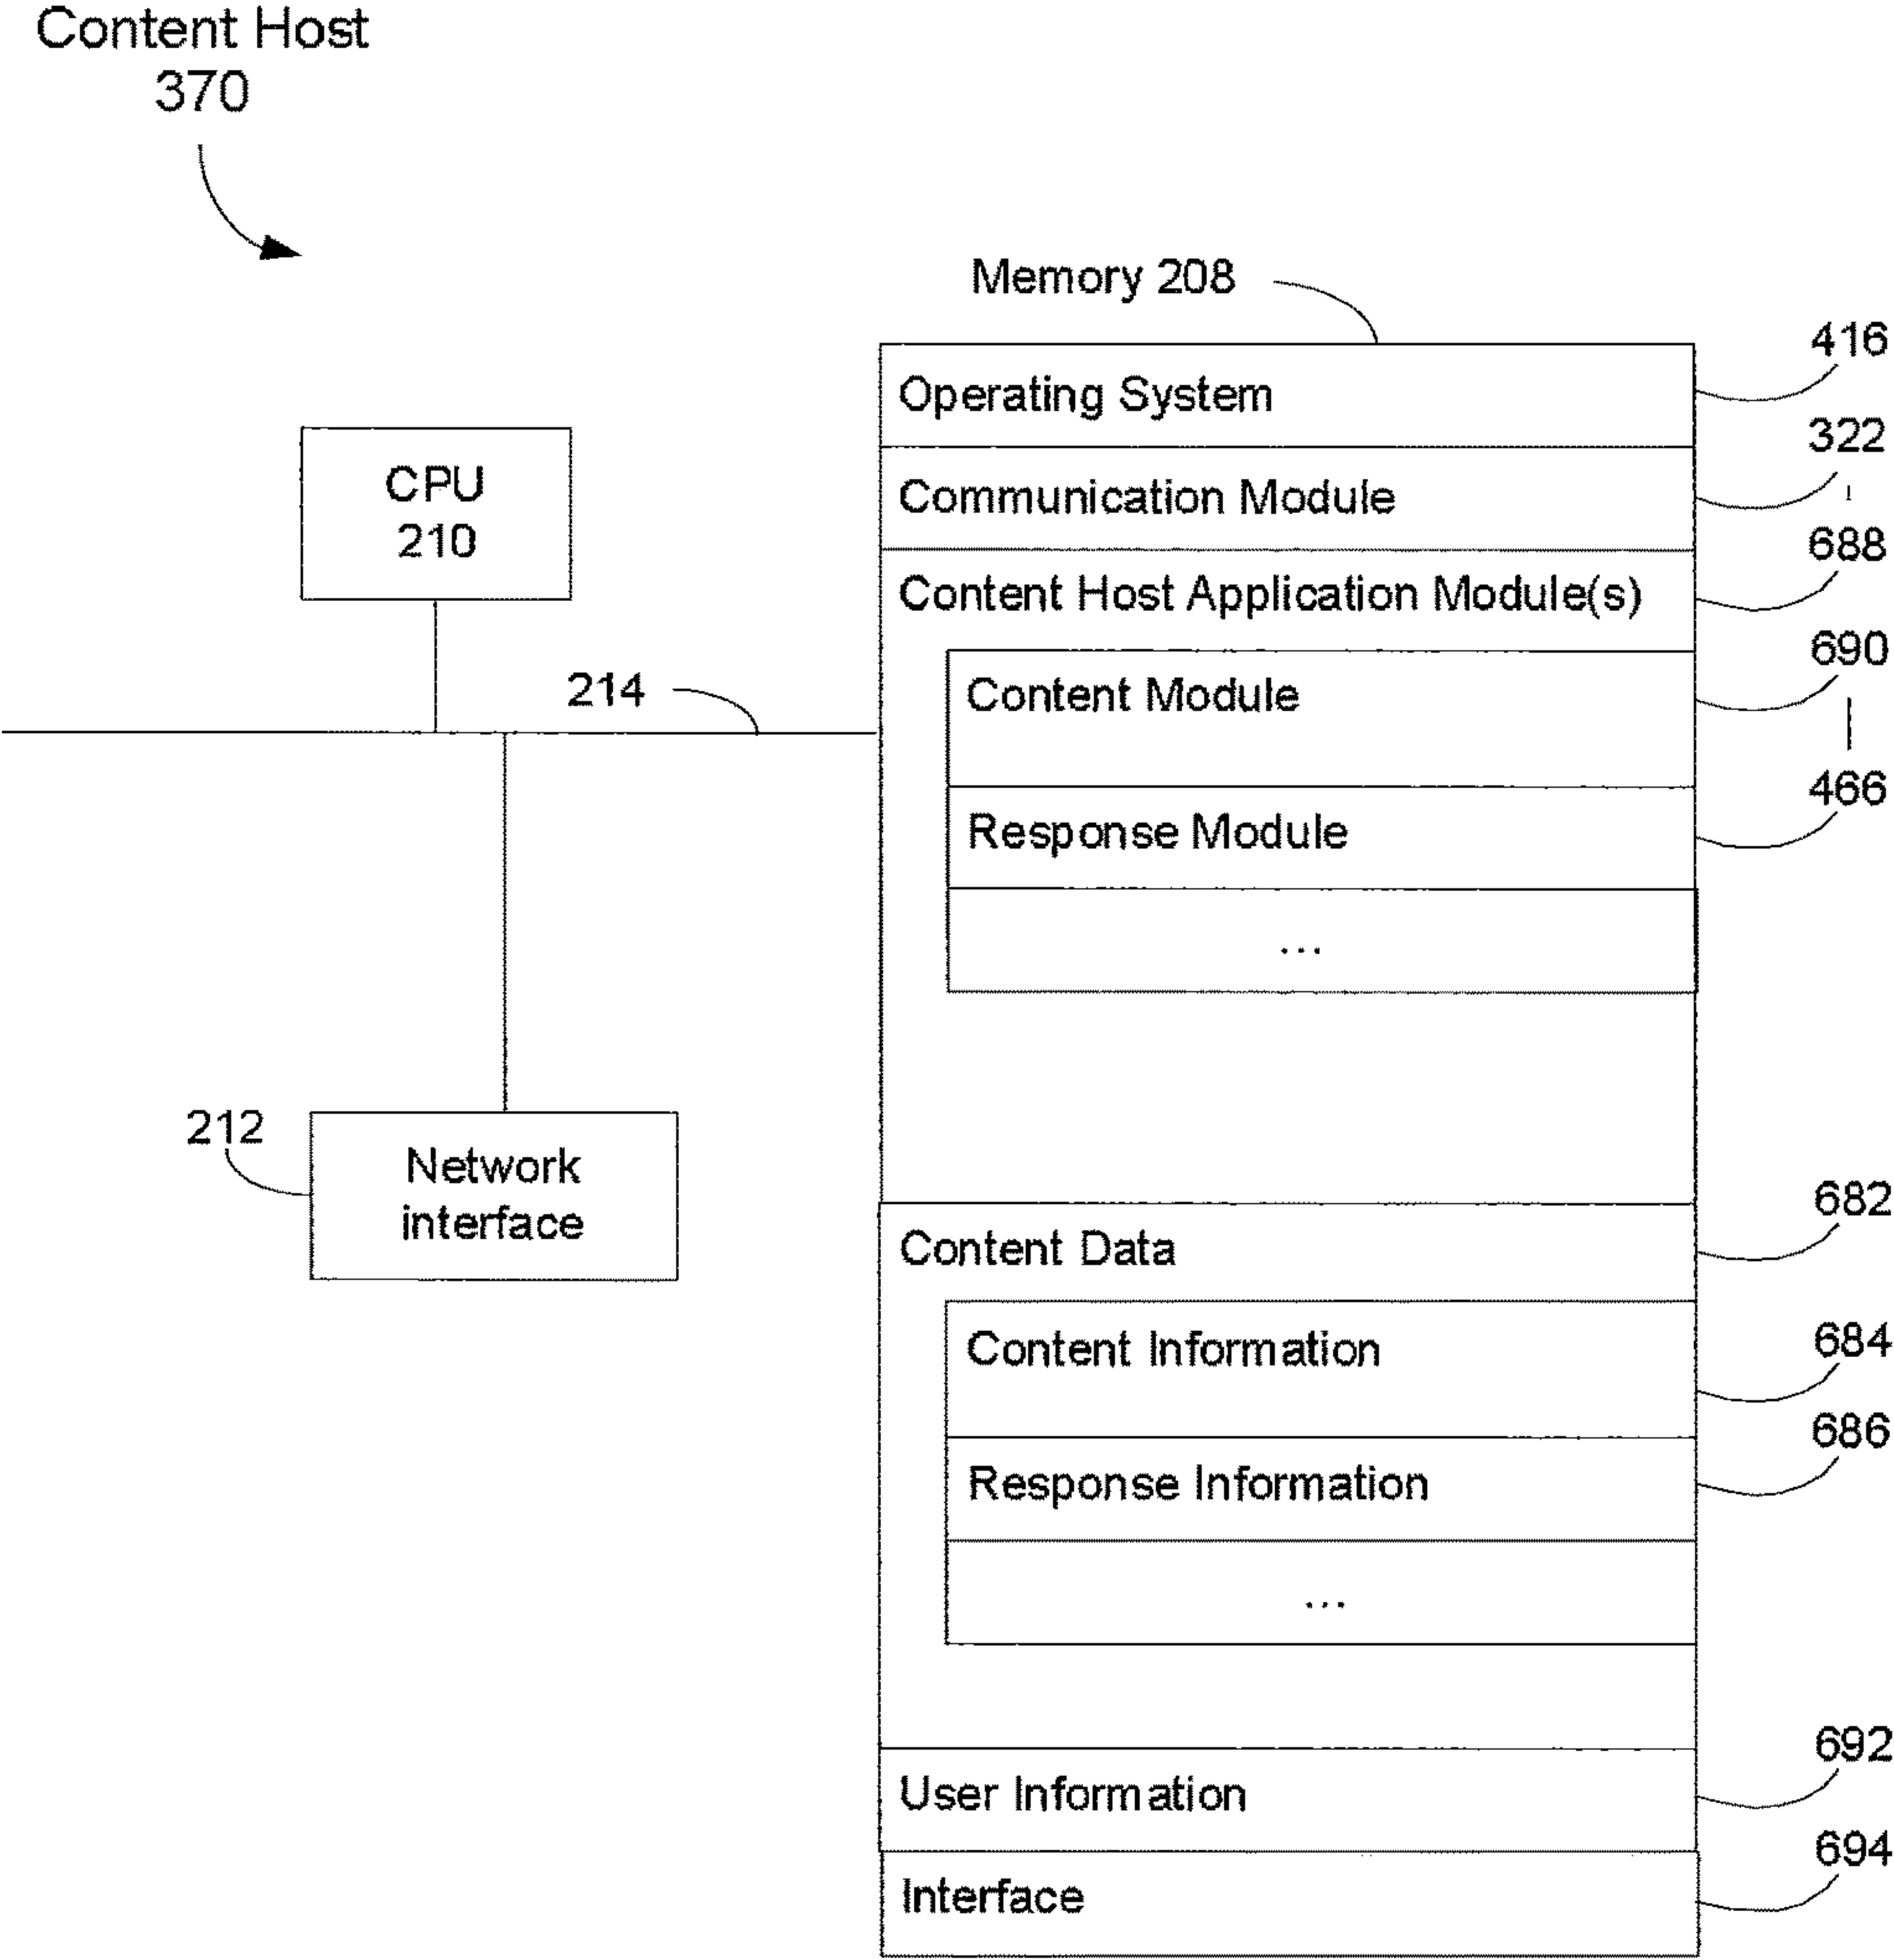 Content Host
370
Memory 208
416
Operating System
322
CPU
210
Communication Module
688
Content Host Application Module(s)
690
214
Content Module
466
Response Module
...
212
Network
interface
682
Content Data
684
Content Information
686
Response Information
...
692
User Information
694
Interface